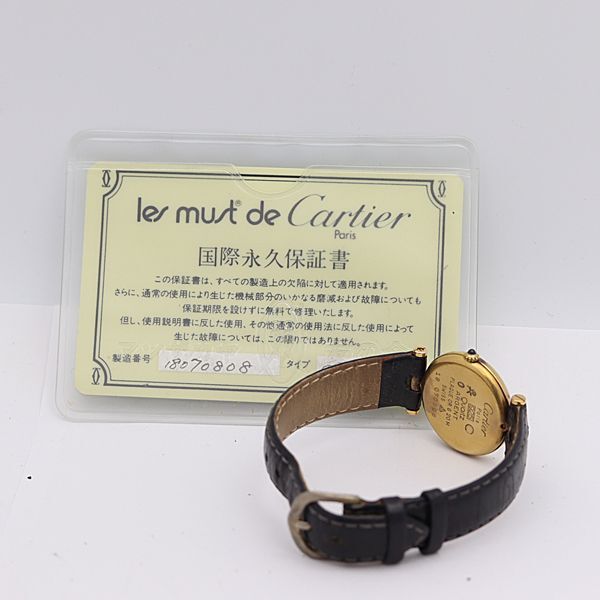 les must® de Cartier
Paris
国際永久保証書
この保証書は、すべての製造上の欠陥に対して適用されます。
さらに、通常の使用により生じた機械部分のいかなる磨滅および故障についても
保証期限を設けずに無料で修理いたします。
但し、使用説明書に反した使用、その他通常の使用法に反した使用によって
生じた故障については、この限りではありません。
製造番号 18070808 タイプ
Cartier
Paris
Quartz
925
ARGENT
PLAQUE OR G 20M
SWISS